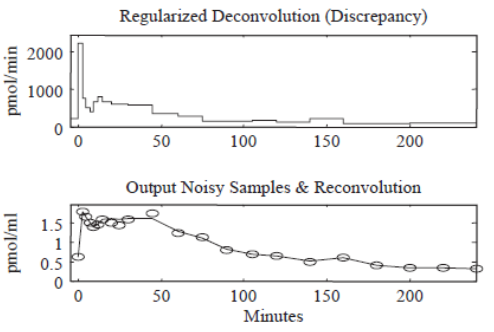 Regularized Deconvolution (Discrepancy)
pmol/min
2000
1000
0
0 50 100 150 200
Output Noisy Samples & Reconvolution
pmol/ml
1.5
1
0.5
0
0 50 100 150 200
Minutes